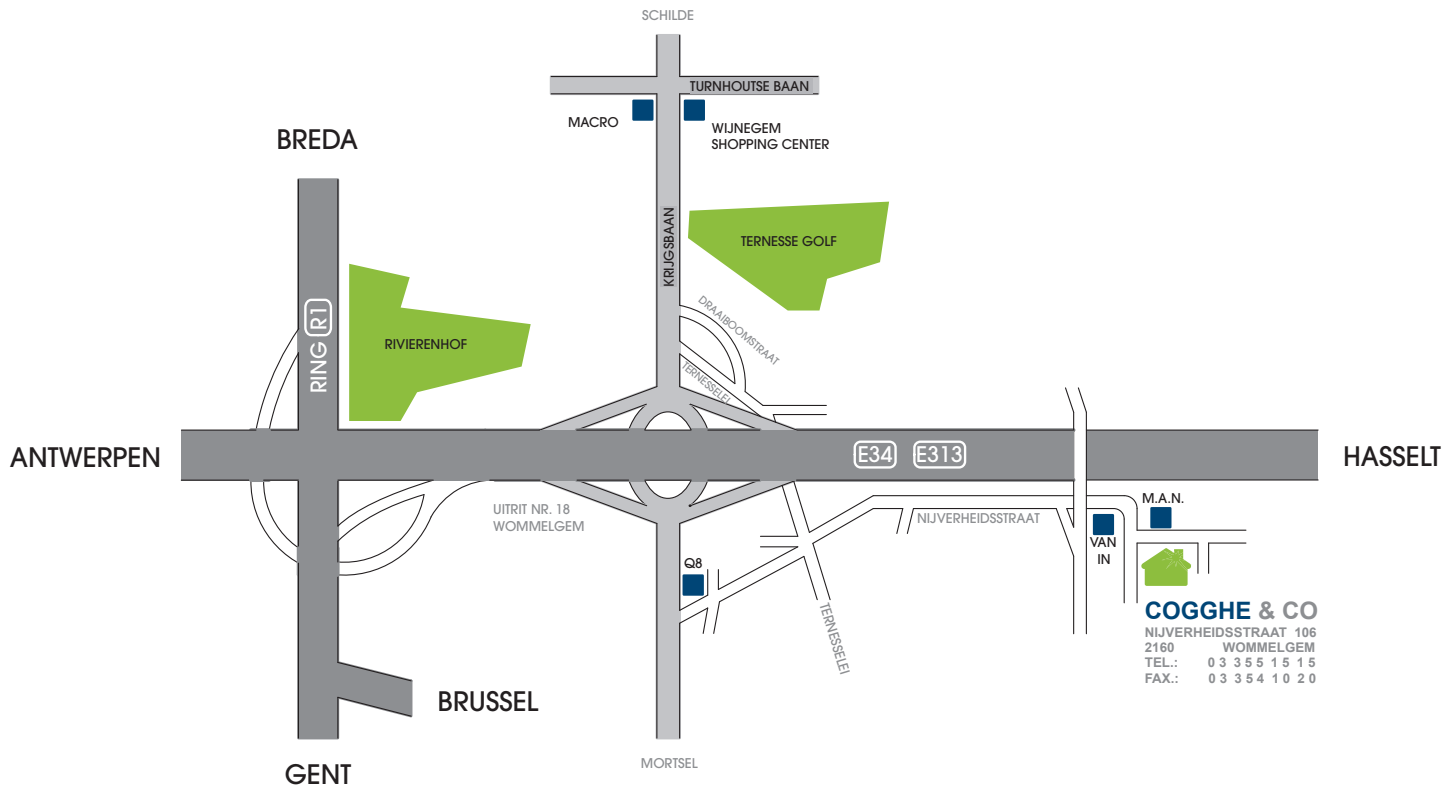 SCHILDE
TURNHOUTSE BAAN
MACRO
WIJNEGEM
SHOPPING CENTER
BREDA
KRIJGSBAAN
TERNESSE GOLF
DRAAIBOOMSTRAAT
RING R1
RIVIERENHOF
TERNESSELEI
ANTWERPEN
E34
E313
HASSELT
UITRIT NR. 18
WOMMELGEM
NIJVERHEIDSSTRAAT
M.A.N.
VAN
IN
Q8
TERNESSELEI
COGGHE & CO
NIJVERHEIDSSTRAAT 106
2160 WOMMELGEM
TEL.: 03 355 15 15
FAX.: 03 354 10 20
BRUSSEL
GENT
MORTSEL